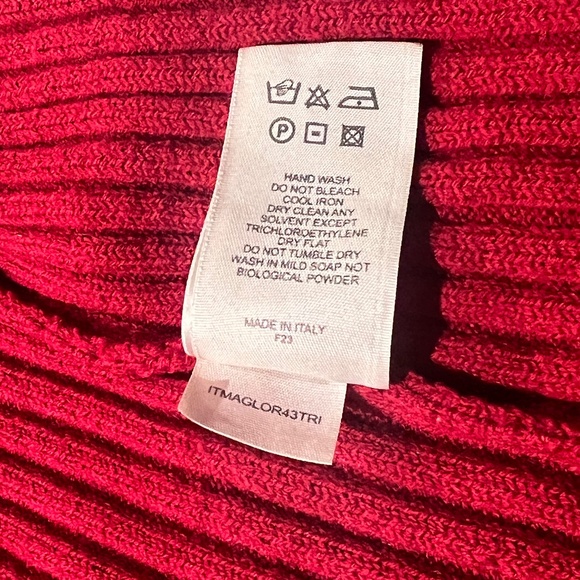 P
HAND WASH
DO NOT BLEACH
COOL IRON
DRY CLEAN ANY
SOLVENT EXCEPT
TRICHLOROETHYLENE
DRY FLAT
DO NOT TUMBLE DRY
WASH IN MILD SOAP NOT
BIOLOGICAL POWDER
MADE IN ITALY
F23
ITMAGLOR43TRI